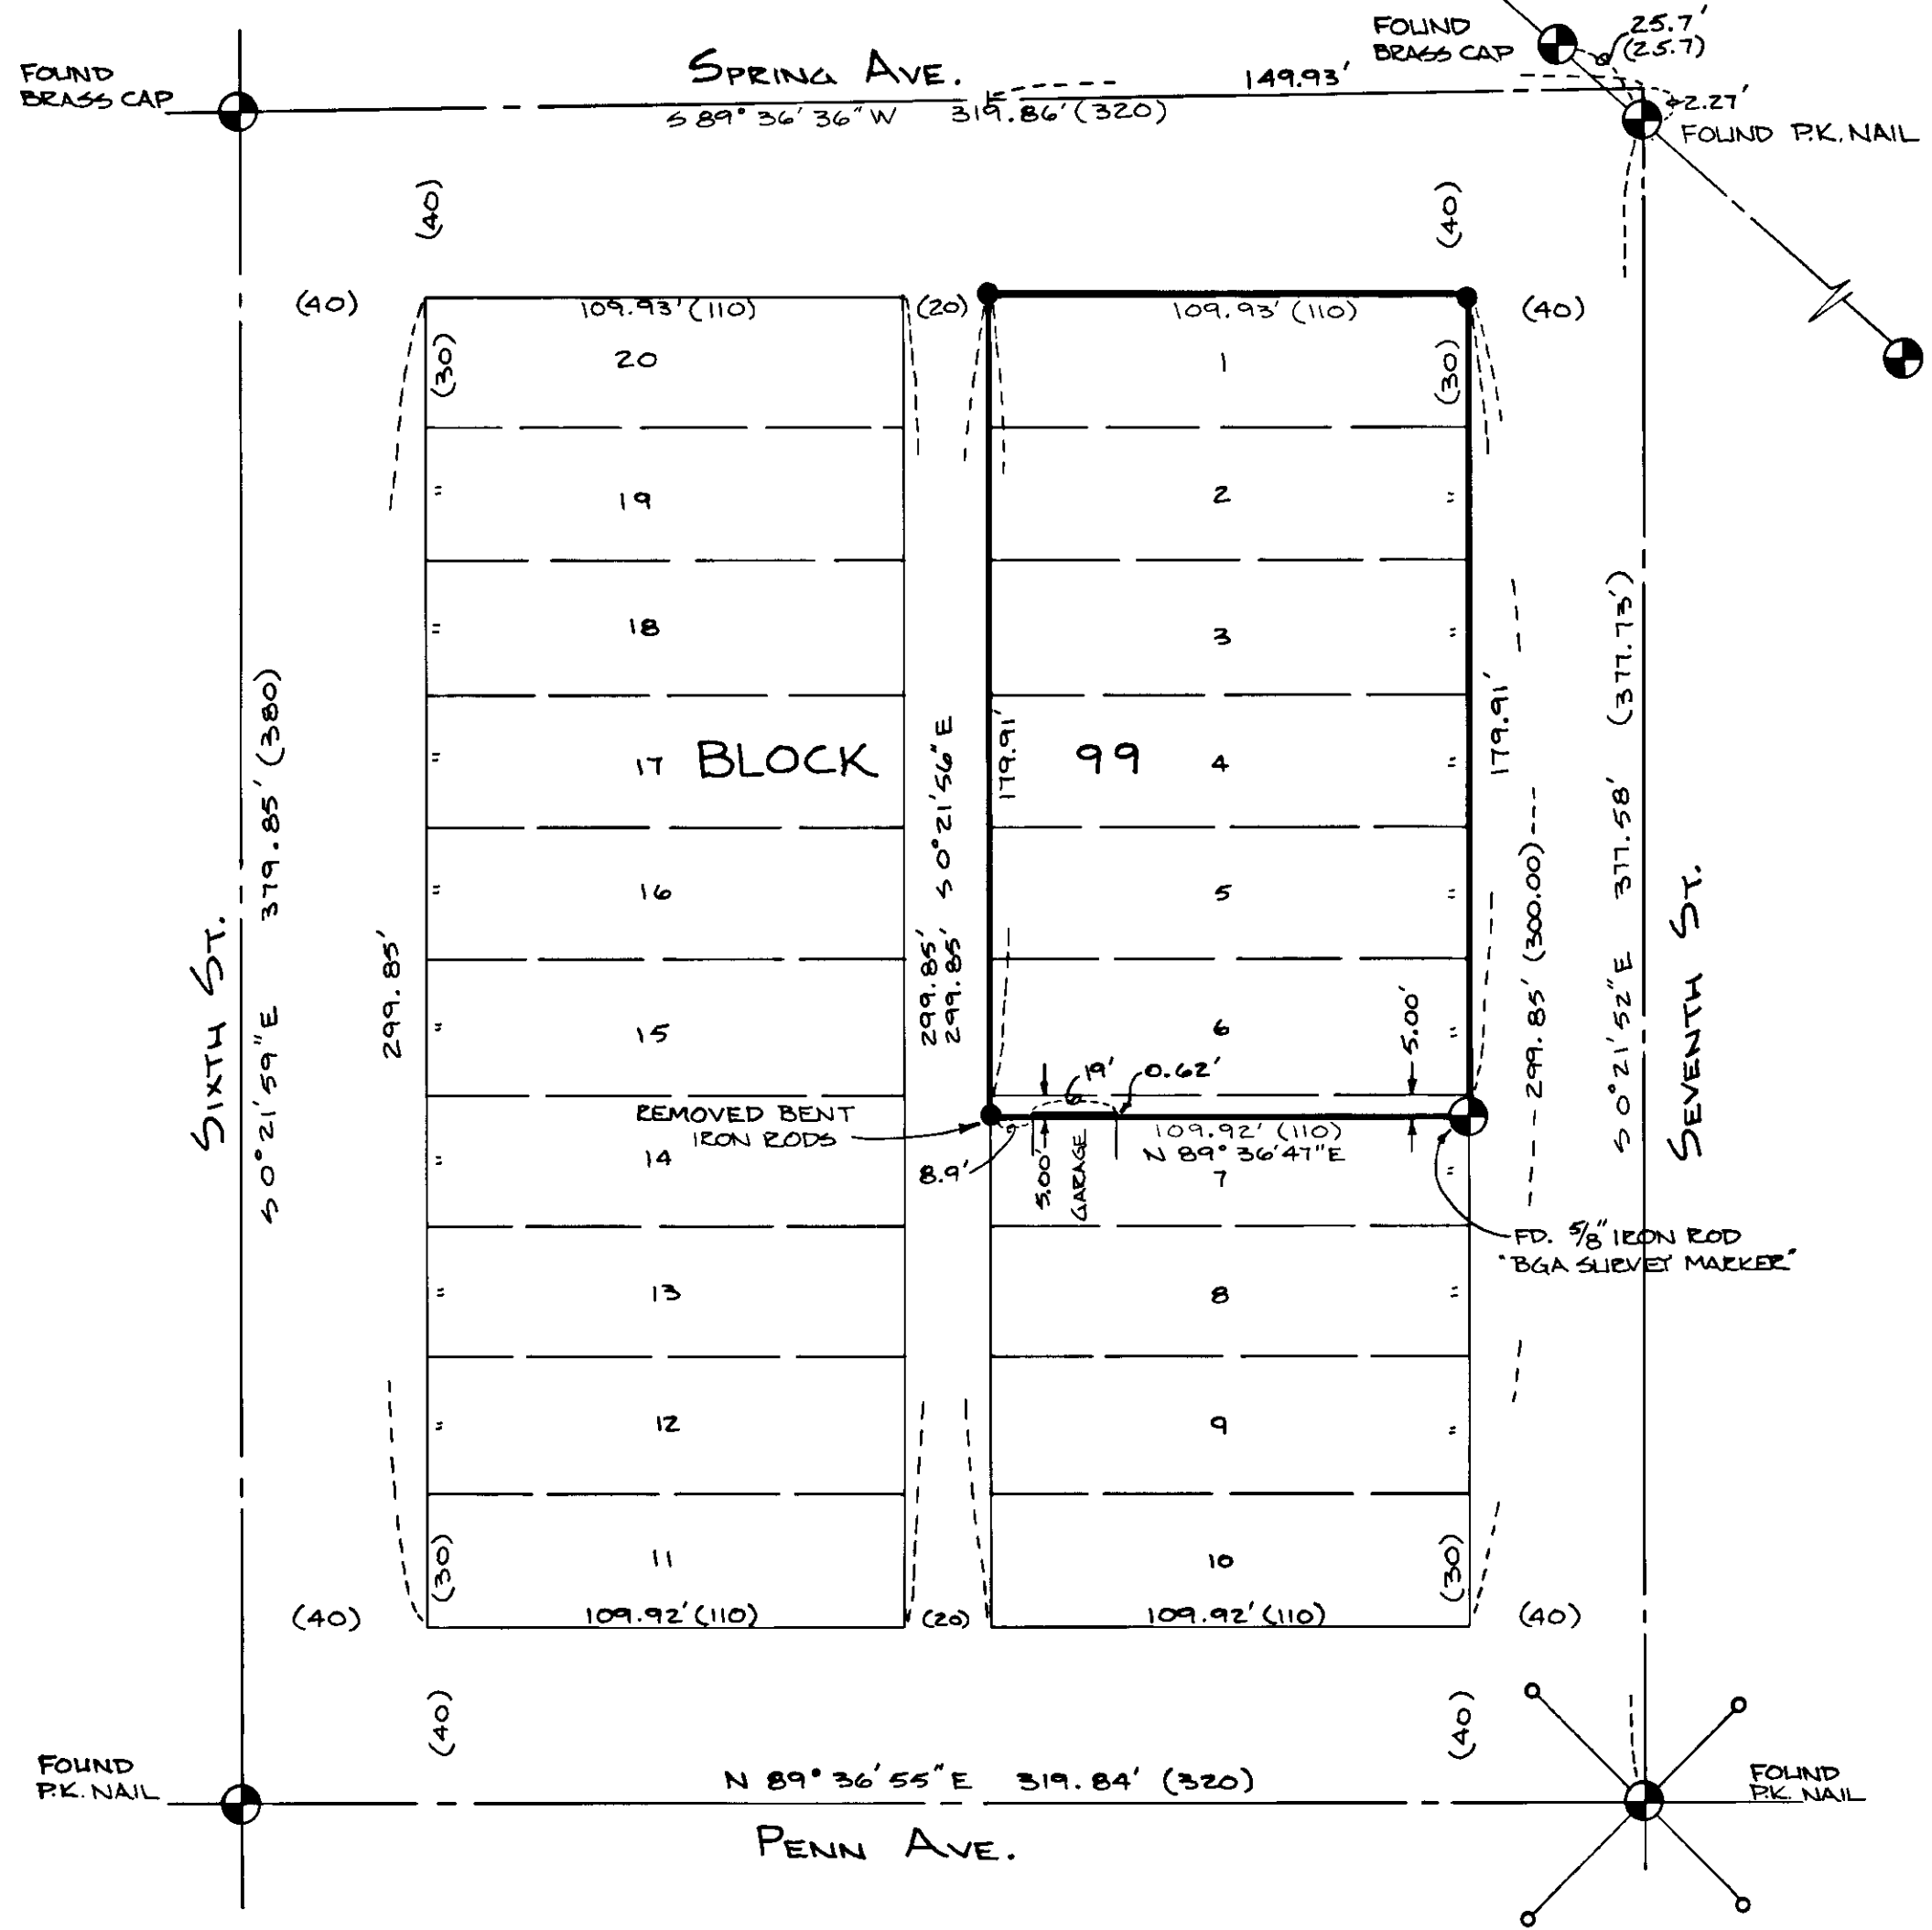 FOUND
BRASS CAP
SPRING AVE.
S 89° 36' 36" W 319.86' (320)
149.93'
FOUND
BRASS CAP
25.7'
(25.7)
2.27'
FOUND P.K. NAIL
(40)
(40)
(40)
109.93' (110)
(20)
109.93' (110)
(40)
(30)
20
1
(30)
=
19
2
=
=
18
3
=
=
17
BLOCK
99
4
=
=
16
5
=
=
15
6
=
SIXTH ST.
S 0° 21' 59" E 379.85' (380)
299.85'
299.85'
299.85' S 0° 21' 56" E
179.91'
179.91'
299.85' (300.00)
S 0° 21' 52" E 377.58' (377.73')
SEVENTH ST.
5.00'
19'
0.62'
REMOVED BENT
IRON RODS
8.9'
5.00'
GARAGE
109.92' (110)
N 89° 36' 47" E
=
14
7
=
FD. 5/8" IRON ROD
"BGA SURVEY MARKER"
=
13
8
=
=
12
9
=
(30)
11
10
(30)
(40)
109.92' (110)
(20)
109.92' (110)
(40)
(40)
(40)
FOUND
P.K. NAIL
N 89° 36' 55" E 319.84' (320)
FOUND
P.K. NAIL
PENN AVE.